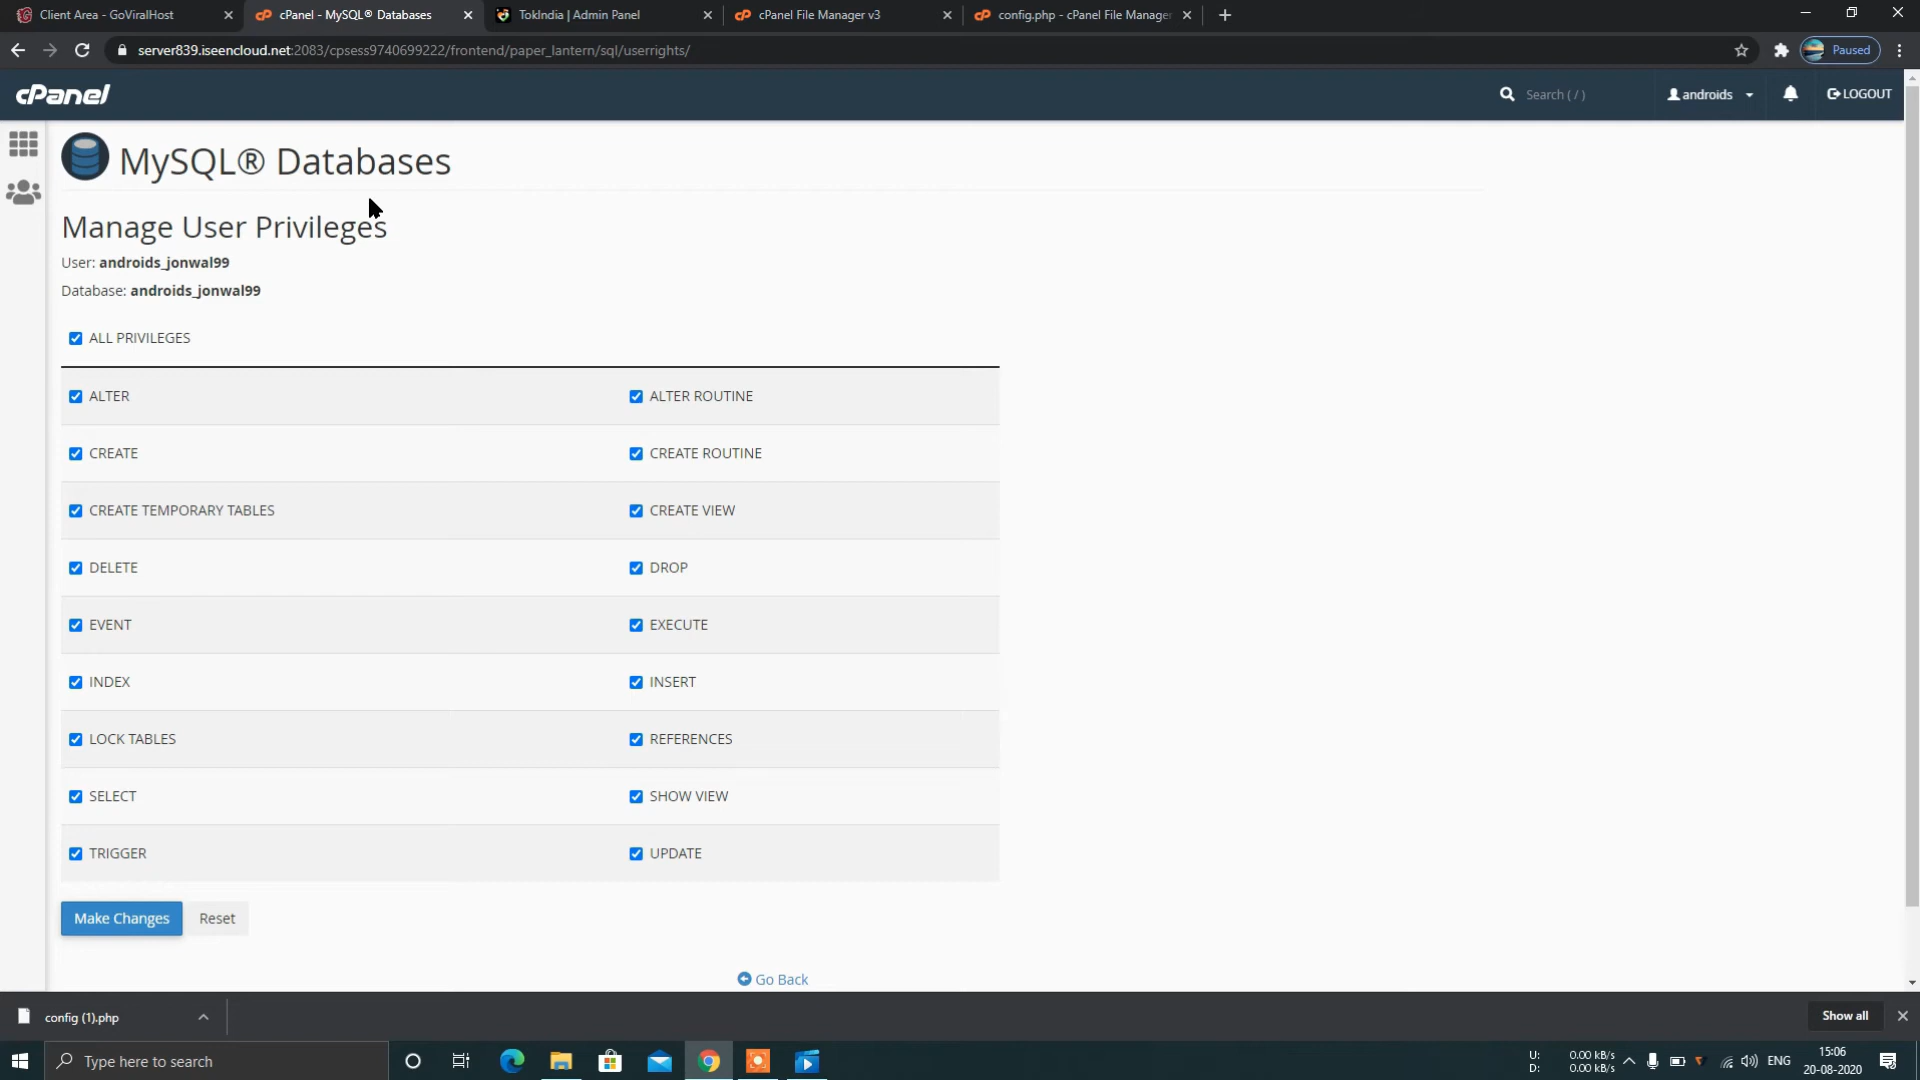 Client Area - GoViralHost
cPanel - MySQL® Databases
TokIndia | Admin Panel
cPanel File Manager v3
config.php - cPanel File Manager
server839.iseencloud.net:2083/cpsess9740699222/frontend/paper_lantern/sql/userrights/
Paused
cPanel
Search ( / )
androids
LOGOUT
MySQL® Databases
Manage User Privileges
User: androids_jonwal99
Database: androids_jonwal99
ALL PRIVILEGES
ALTER
ALTER ROUTINE
CREATE
CREATE ROUTINE
CREATE TEMPORARY TABLES
CREATE VIEW
DELETE
DROP
EVENT
EXECUTE
INDEX
INSERT
LOCK TABLES
REFERENCES
SELECT
SHOW VIEW
TRIGGER
UPDATE
Make Changes
Reset
Go Back
config (1).php
Show all
Type here to search
U: 0.00 kB/s
D: 0.00 kB/s
ENG
15:06
20-08-2020